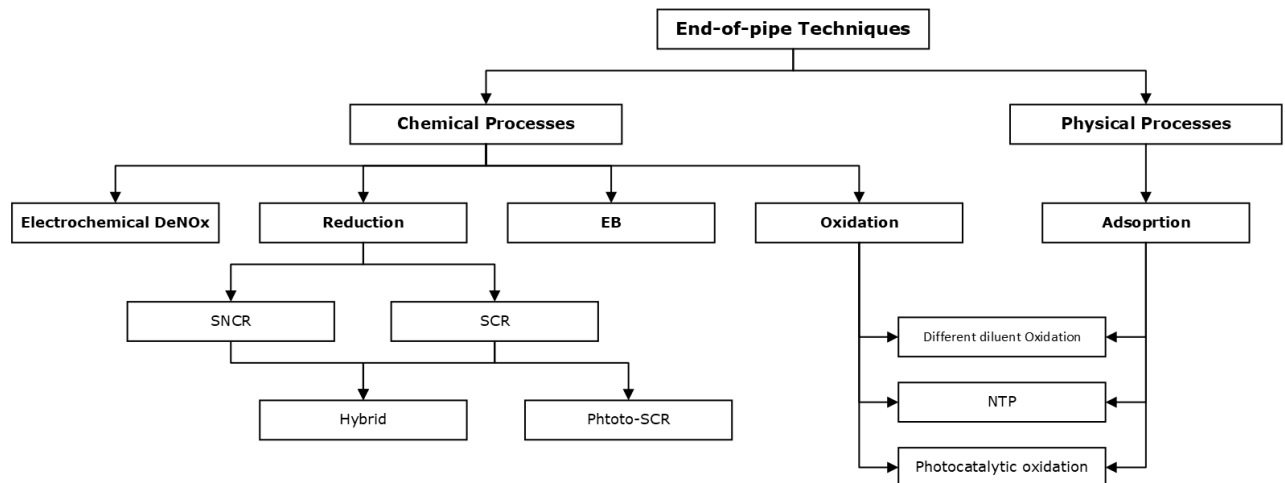 End-of-pipe Techniques
Chemical Processes
Physical Processes
Electrochemical DeNOx
Reduction
EB
Oxidation
Adsoprtion
SNCR
SCR
Different diluent Oxidation
NTP
Hybrid
Phtoto-SCR
Photocatalytic oxidation